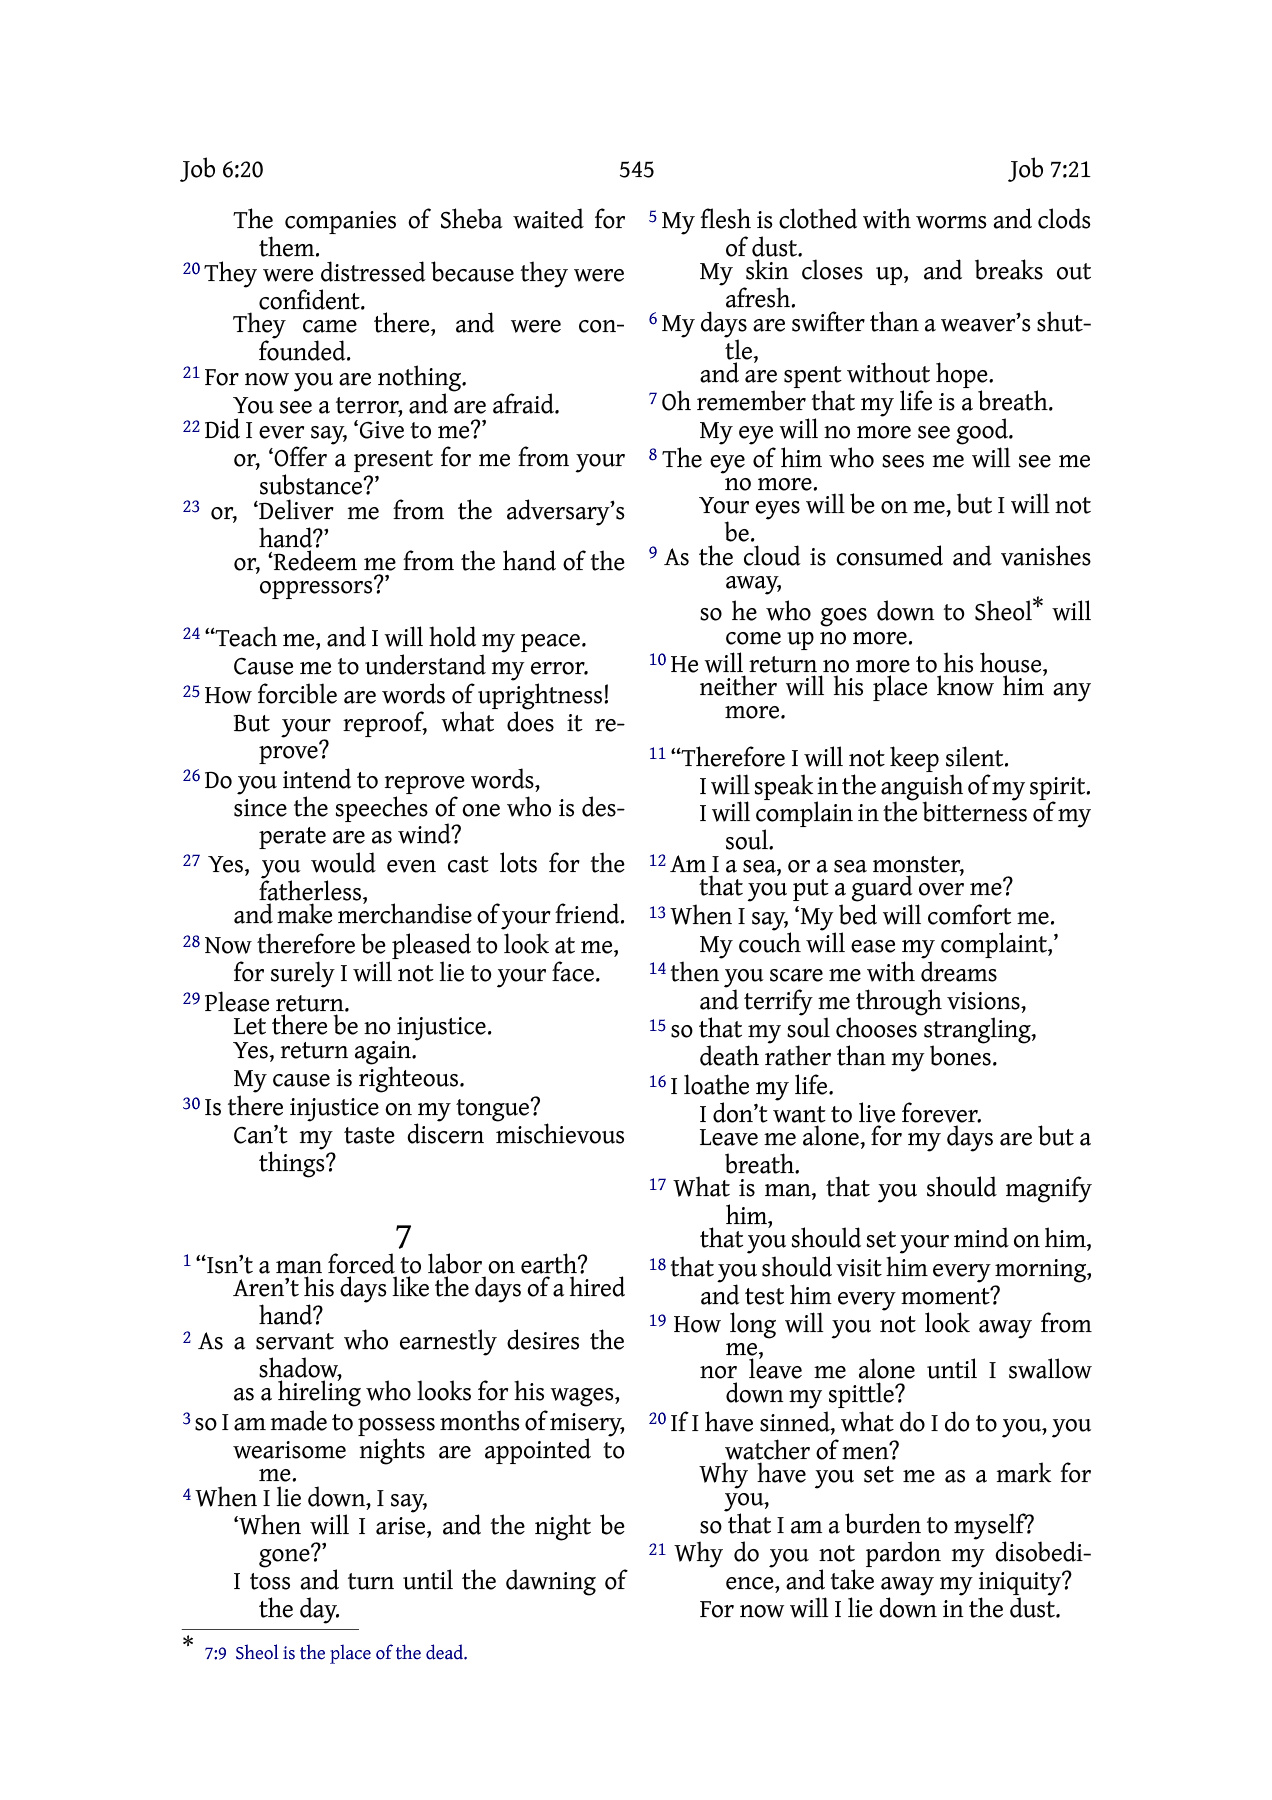 Job 6:20
545
Job 7:21
The companies of Sheba waited for
them.
20 They were distressed because they were
confident.
They came there, and were con-
founded.
21 For now you are nothing.
You see a terror, and are afraid.
22 Did I ever say, ‘Give to me?’
or, ‘Offer a present for me from your
substance?’
23 or, ‘Deliver me from the adversary’s
hand?’
or, ‘Redeem me from the hand of the
oppressors?’
24 “Teach me, and I will hold my peace.
Cause me to understand my error.
25 How forcible are words of uprightness!
But your reproof, what does it re-
prove?
26 Do you intend to reprove words,
since the speeches of one who is des-
perate are as wind?
27 Yes, you would even cast lots for the
fatherless,
and make merchandise of your friend.
28 Now therefore be pleased to look at me,
for surely I will not lie to your face.
29 Please return.
Let there be no injustice.
Yes, return again.
My cause is righteous.
30 Is there injustice on my tongue?
Can’t my taste discern mischievous
things?
7
1 “Isn’t a man forced to labor on earth?
Aren’t his days like the days of a hired
hand?
2 As a servant who earnestly desires the
shadow,
as a hireling who looks for his wages,
3 so I am made to possess months of misery,
wearisome nights are appointed to
me.
4 When I lie down, I say,
‘When will I arise, and the night be
gone?’
I toss and turn until the dawning of
the day.
5 My flesh is clothed with worms and clods
of dust.
My skin closes up, and breaks out
afresh.
6 My days are swifter than a weaver’s shut-
tle,
and are spent without hope.
7 Oh remember that my life is a breath.
My eye will no more see good.
8 The eye of him who sees me will see me
no more.
Your eyes will be on me, but I will not
be.
9 As the cloud is consumed and vanishes
away,
so he who goes down to Sheol* will
come up no more.
10 He will return no more to his house,
neither will his place know him any
more.
11 “Therefore I will not keep silent.
I will speak in the anguish of my spirit.
I will complain in the bitterness of my
soul.
12 Am I a sea, or a sea monster,
that you put a guard over me?
13 When I say, ‘My bed will comfort me.
My couch will ease my complaint,’
14 then you scare me with dreams
and terrify me through visions,
15 so that my soul chooses strangling,
death rather than my bones.
16 I loathe my life.
I don’t want to live forever.
Leave me alone, for my days are but a
breath.
17 What is man, that you should magnify
him,
that you should set your mind on him,
18 that you should visit him every morning,
and test him every moment?
19 How long will you not look away from
me,
nor leave me alone until I swallow
down my spittle?
20 If I have sinned, what do I do to you, you
watcher of men?
Why have you set me as a mark for
you,
so that I am a burden to myself?
21 Why do you not pardon my disobedi-
ence, and take away my iniquity?
For now will I lie down in the dust.
* 7:9 Sheol is the place of the dead.